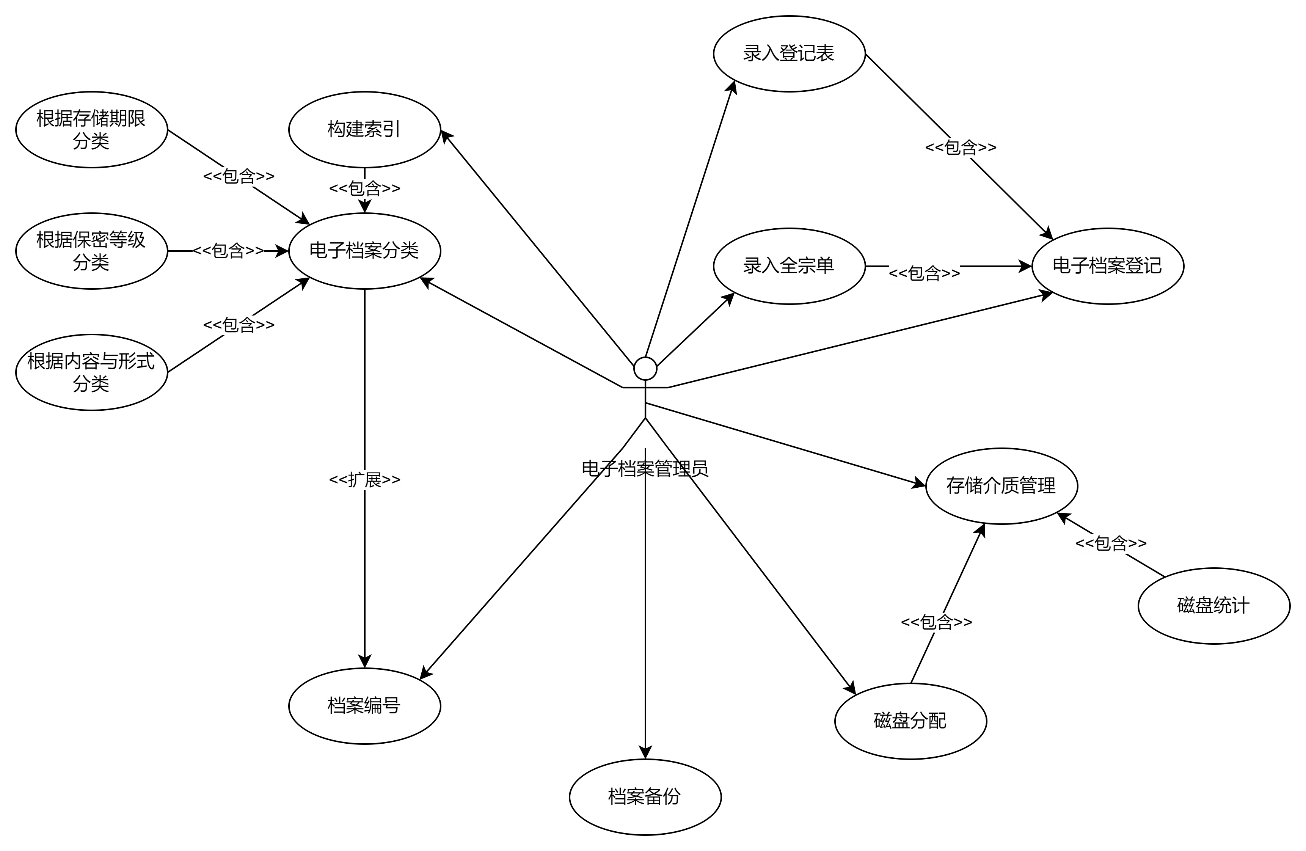 录入登记表
根据存储期限
分类
构建索引
<<包含>>
<<包含>>
<<包含>>
根据保密等级
分类
<<包含>>
电子档案分类
录入全宗单
<<包含>>
电子档案登记
<<包含>>
根据内容与形式
分类
电子档案管理员
<<扩展>>
存储介质管理
<<包含>>
磁盘统计
<<包含>>
档案编号
磁盘分配
档案备份